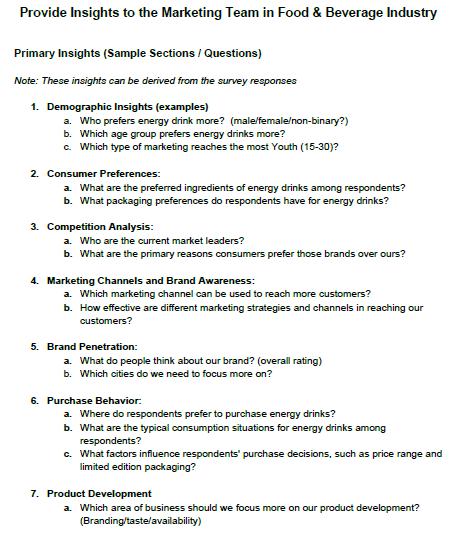 Provide Insights to the Marketing Team in Food & Beverage Industry
Primary Insights (Sample Sections / Questions)
Note: These insights can be derived from the survey responses
1. Demographic Insights (examples)
a. Who prefers energy drink more? (male/female/non-binary?)
b. Which age group prefers energy drinks more?
c. Which type of marketing reaches the most Youth (15-30)?
2. Consumer Preferences:
a. What are the preferred ingredients of energy drinks among respondents?
b. What packaging preferences do respondents have for energy drinks?
3. Competition Analysis:
a. Who are the current market leaders?
b. What are the primary reasons consumers prefer those brands over ours?
4. Marketing Channels and Brand Awareness:
a. Which marketing channel can be used to reach more customers?
b. How effective are different marketing strategies and channels in reaching our
customers?
5. Brand Penetration:
a. What do people think about our brand? (overall rating)
b. Which cities do we need to focus more on?
6. Purchase Behavior:
a. Where do respondents prefer to purchase energy drinks?
b. What are the typical consumption situations for energy drinks among
respondents?
c. What factors influence respondents' purchase decisions, such as price range and
limited edition packaging?
7. Product Development
a. Which area of business should we focus more on our product development?
(Branding/taste/availability)